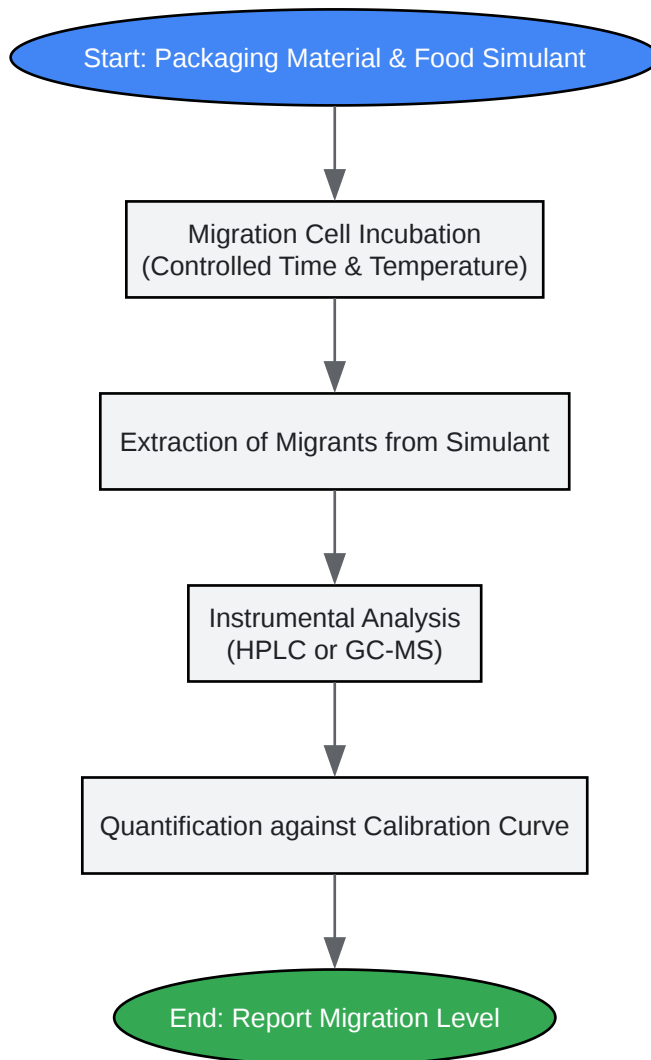 Start: Packaging Material & Food Simulant
Migration Cell Incubation
(Controlled Time & Temperature)
Extraction of Migrants from Simulant
Instrumental Analysis
(HPLC or GC-MS)
Quantification against Calibration Curve
End: Report Migration Level